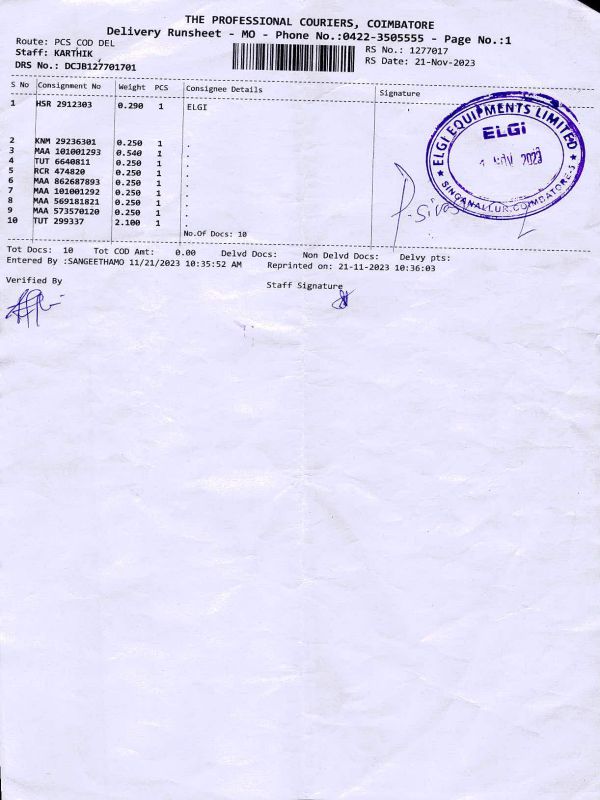 THE PROFESSIONAL COURIERS, COIMBATORE
Delivery Runsheet - MO - Phone No.:0422-3505555 - Page No.:1
Route: PCS COD DEL
RS No.: 1277017
Staff: KARTHIK
RS Date: 21-Nov-2023
DRS No.: DCJB127701701
S No Consignment No Weight PCS Consignee Details Signature
1 HSR 2912303 0.290 1 ELGI
2 KNM 29236301 0.250 1 .
3 MAA 101001293 0.540 1 .
4 TUT 6640811 0.250 1 .
5 RCR 474820 0.250 1 .
6 MAA 862687893 0.250 1 .
7 MAA 101001292 0.250 1 .
8 MAA 569181821 0.250 1 .
9 MAA 573570120 0.250 1 .
10 TUT 299337 2.100 1 .
No.Of Docs: 10
ELGI EQUIPMENTS LIMITED
ELGi
NOV 2023
★ SINGANALLUR, COIMBATORE-5 ★
P. Siva
Tot Docs: 10 Tot COD Amt: 0.00 Delvd Docs: Non Delvd Docs: Delvy pts:
Entered By :SANGEETHAMO 11/21/2023 10:35:52 AM Reprinted on: 21-11-2023 10:36:03
Verified By
Staff Signature